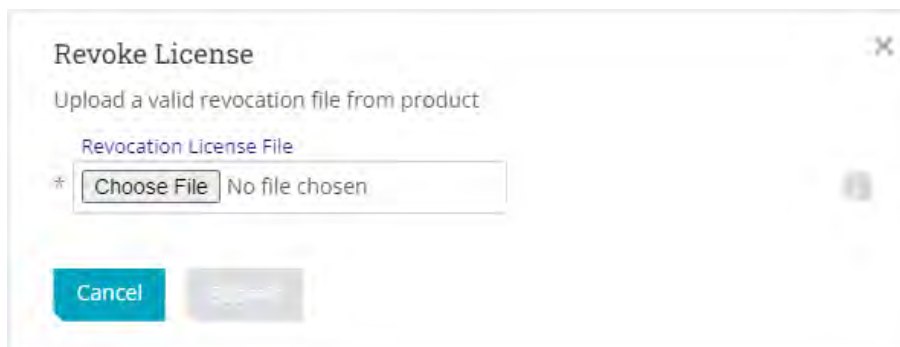 Revoke License
Upload a valid revocation file from product
Revocation License File
* Choose File No file chosen
Cancel